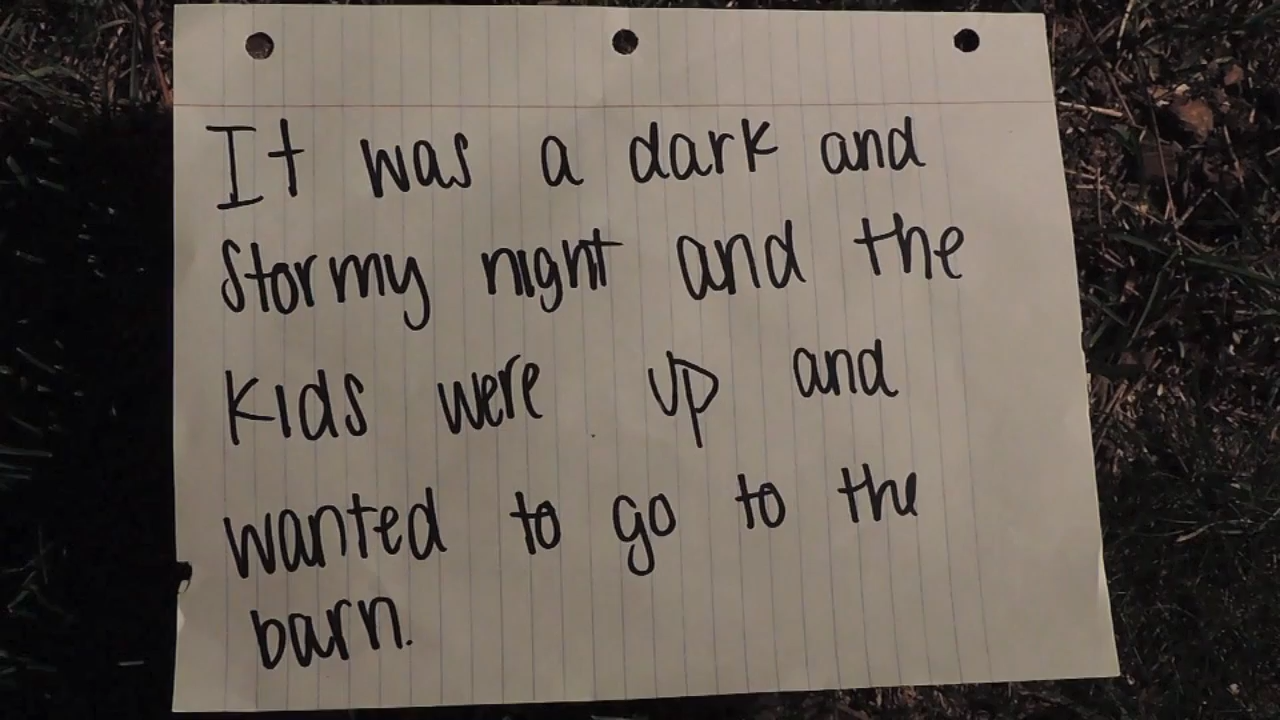 It was a dark and
stormy night and the
kids were up and
wanted to go to the
barn.